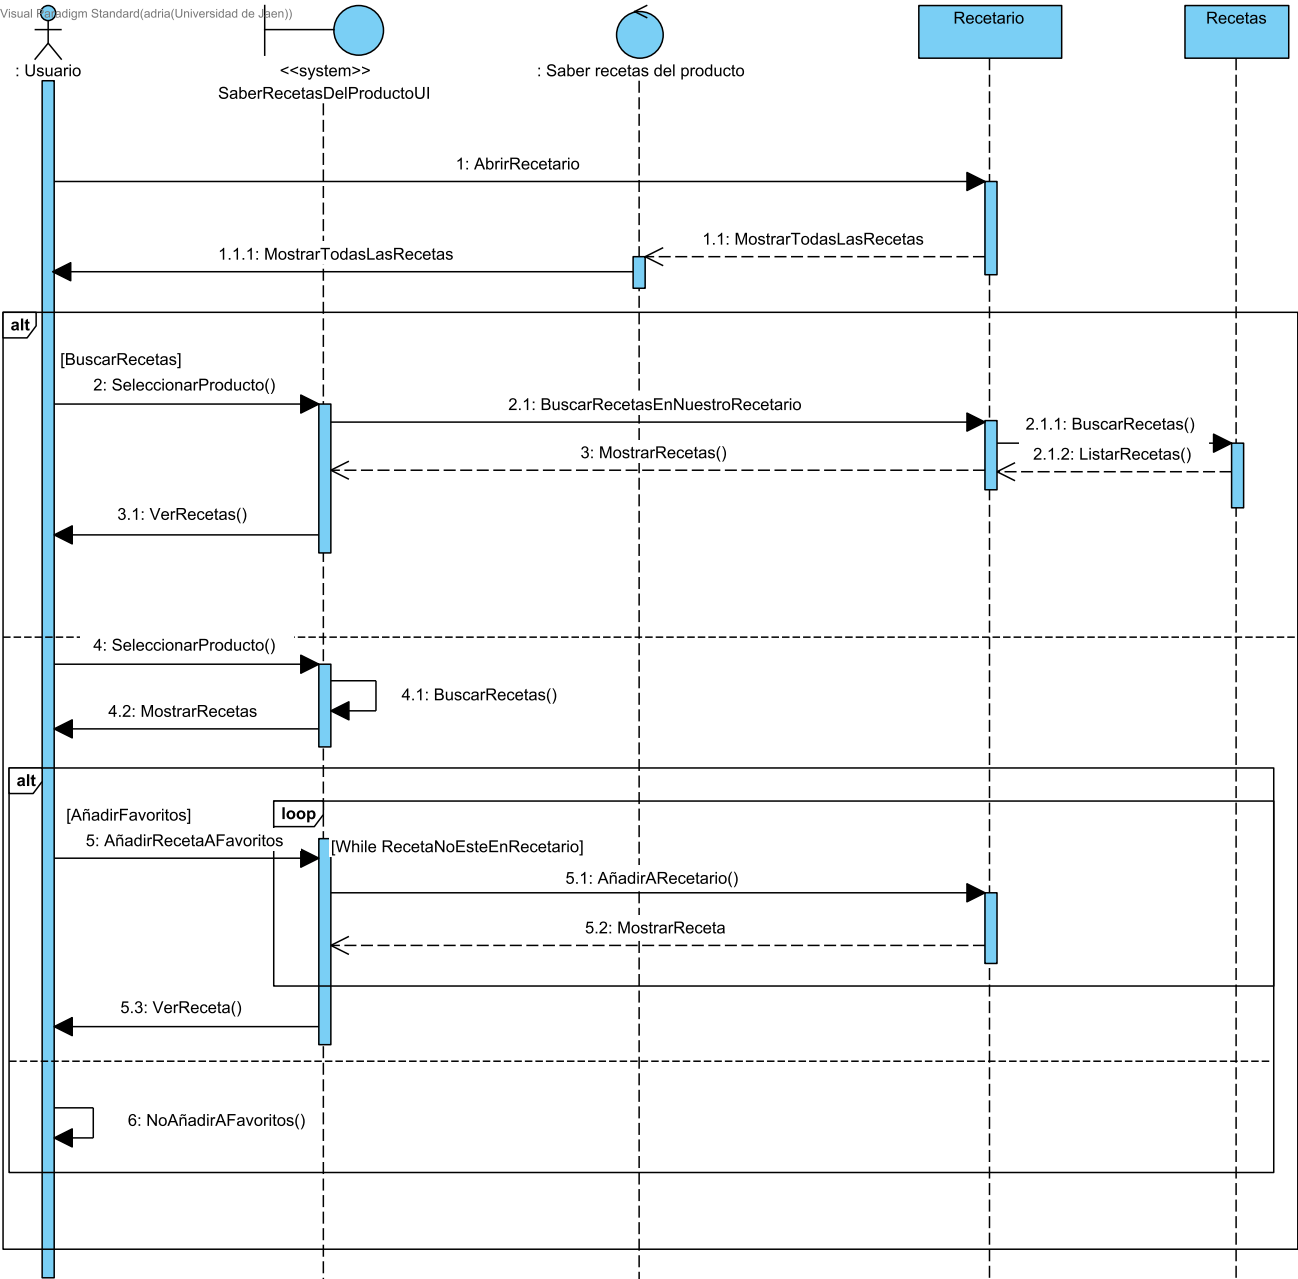 Visual Paradigm Standard(adria(Universidad de Jaen))
: Usuario
<<system>>
SaberRecetasDelProductoUI
: Saber recetas del producto
Recetario
Recetas
1: AbrirRecetario
1.1: MostrarTodasLasRecetas
1.1.1: MostrarTodasLasRecetas
alt
[BuscarRecetas]
2: SeleccionarProducto()
2.1: BuscarRecetasEnNuestroRecetario
2.1.1: BuscarRecetas()
3: MostrarRecetas()
2.1.2: ListarRecetas()
3.1: VerRecetas()
4: SeleccionarProducto()
4.1: BuscarRecetas()
4.2: MostrarRecetas
alt
[AñadirFavoritos]
loop
5: AñadirRecetaAFavoritos
[While RecetaNoEsteEnRecetario]
5.1: AñadirARecetario()
5.2: MostrarReceta
5.3: VerReceta()
6: NoAñadirAFavoritos()